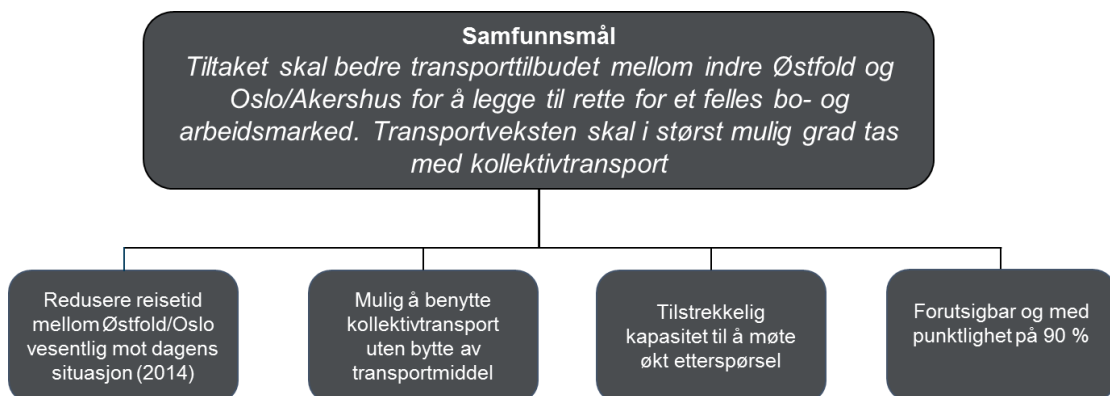 Samfunnsmål
Tiltaket skal bedre transporttilbudet mellom indre Østfold og
Oslo/Akershus for å legge til rette for et felles bo- og
arbeidsmarked. Transportveksten skal i størst mulig grad tas
med kollektivtransport
Redusere reisetid
mellom Østfold/Oslo
vesentlig mot dagens
situasjon (2014)
Mulig å benytte
kollektivtransport
uten bytte av
transportmiddel
Tilstrekkelig
kapasitet til å møte
økt etterspørsel
Forutsigbar og med
punktlighet på 90 %